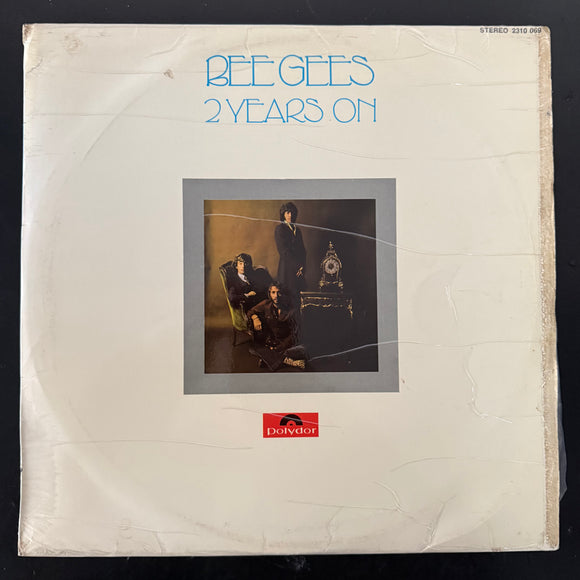 STEREO 2310 069
BEE GEES
2 YEARS ON
polydor